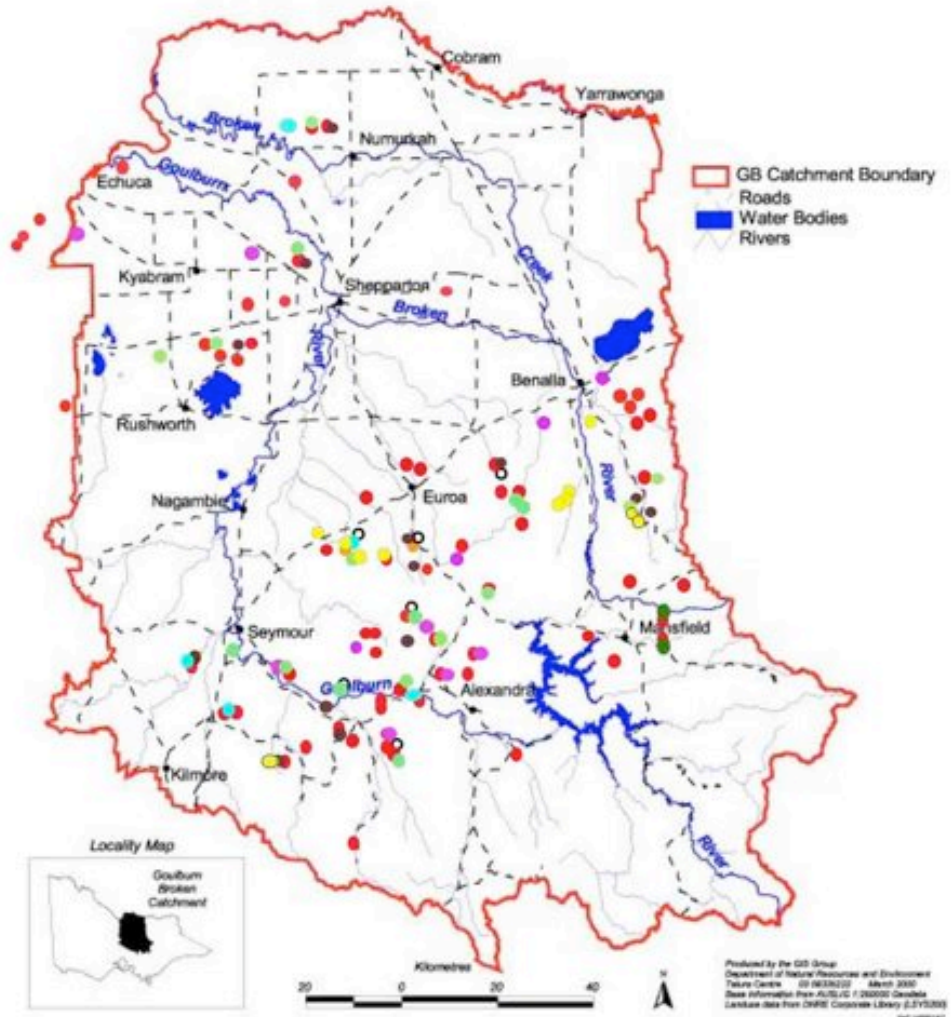 Cobram
Yarrawonga
Broken
Numurkah
Goulburn
Echuca
GB Catchment Boundary
Roads
Water Bodies
Rivers
Creek
Kyabram
Shepparton
Broken
River
Benalla
Rushworth
River
Nagambie
Euroa
Seymour
Mansfield
Goulburn
Alexandra
Kilmore
River
Locality Map
Goulburn
Broken
Catchment
Kilometres
20 0 20 40
N
Produced by the GIS Group
Department of Natural Resources and Environment
Tatura Centre March 2000